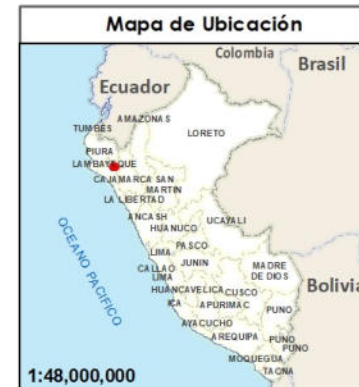 Mapa de Ubicación
Colombia
Brasil
Ecuador
AMAZONAS
TUMBES
LORETO
PIURA
LAMBAYEQUE
CAJAMARCA SAN
MARTIN
LA LIBERTAD
ANCASH
UCAYALI
HUANUCO
PASCO
OCEANO PACIFICO
LIMA
JUNIN
CALLAO
LIMA
MADRE
DE DIOS
Bolivia
HUANCAVELICA CUSCO
ICA
APURIMAC
PUNO
AYACUCHO
AREQUIPA
PUNO
PUNO
MOQUEGUA
TACNA
1:48,000,000